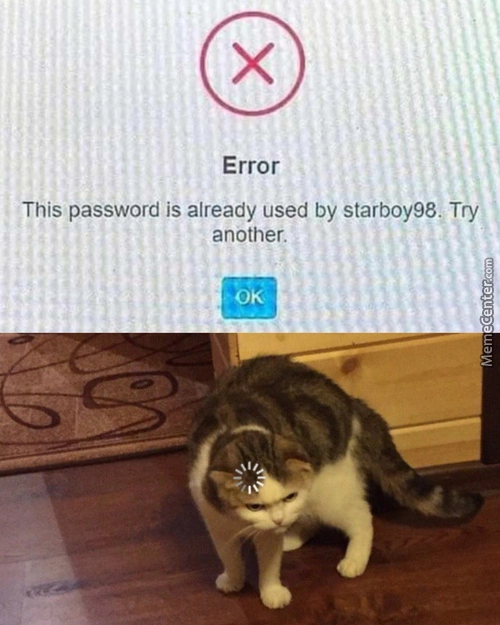 Error
This password is already used by starboy98. Try
another.
OK
MemeCenter.com